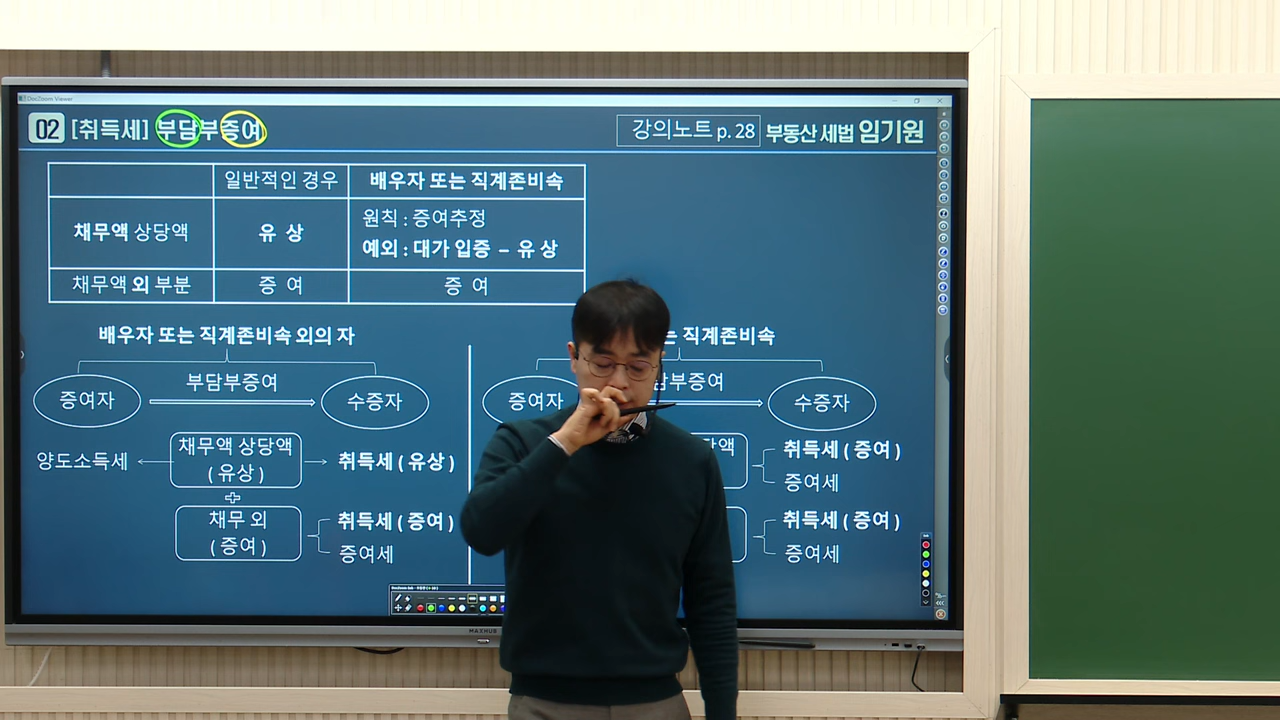 DocZoom Viewer
02 [취득세] 부담부증여
강의노트 p. 28 부동산 세법 임기원
일반적인 경우 배우자 또는 직계존비속
채무액 상당액 유 상 원칙 : 증여추정
예외 : 대가 입증 – 유 상
채무액 외 부분 증 여 증 여
배우자 또는 직계존비속 외의 자
증여자 부담부증여 수증자
양도소득세 채무액 상당액 ( 유상 ) 취득세 ( 유상 )
채무 외 ( 증여 ) 취득세 ( 증여 )
증여세
직계존비속
증여자 담부증여 수증자
취득세 ( 증여 )
증여세
취득세 ( 증여 )
증여세
MAXHUB